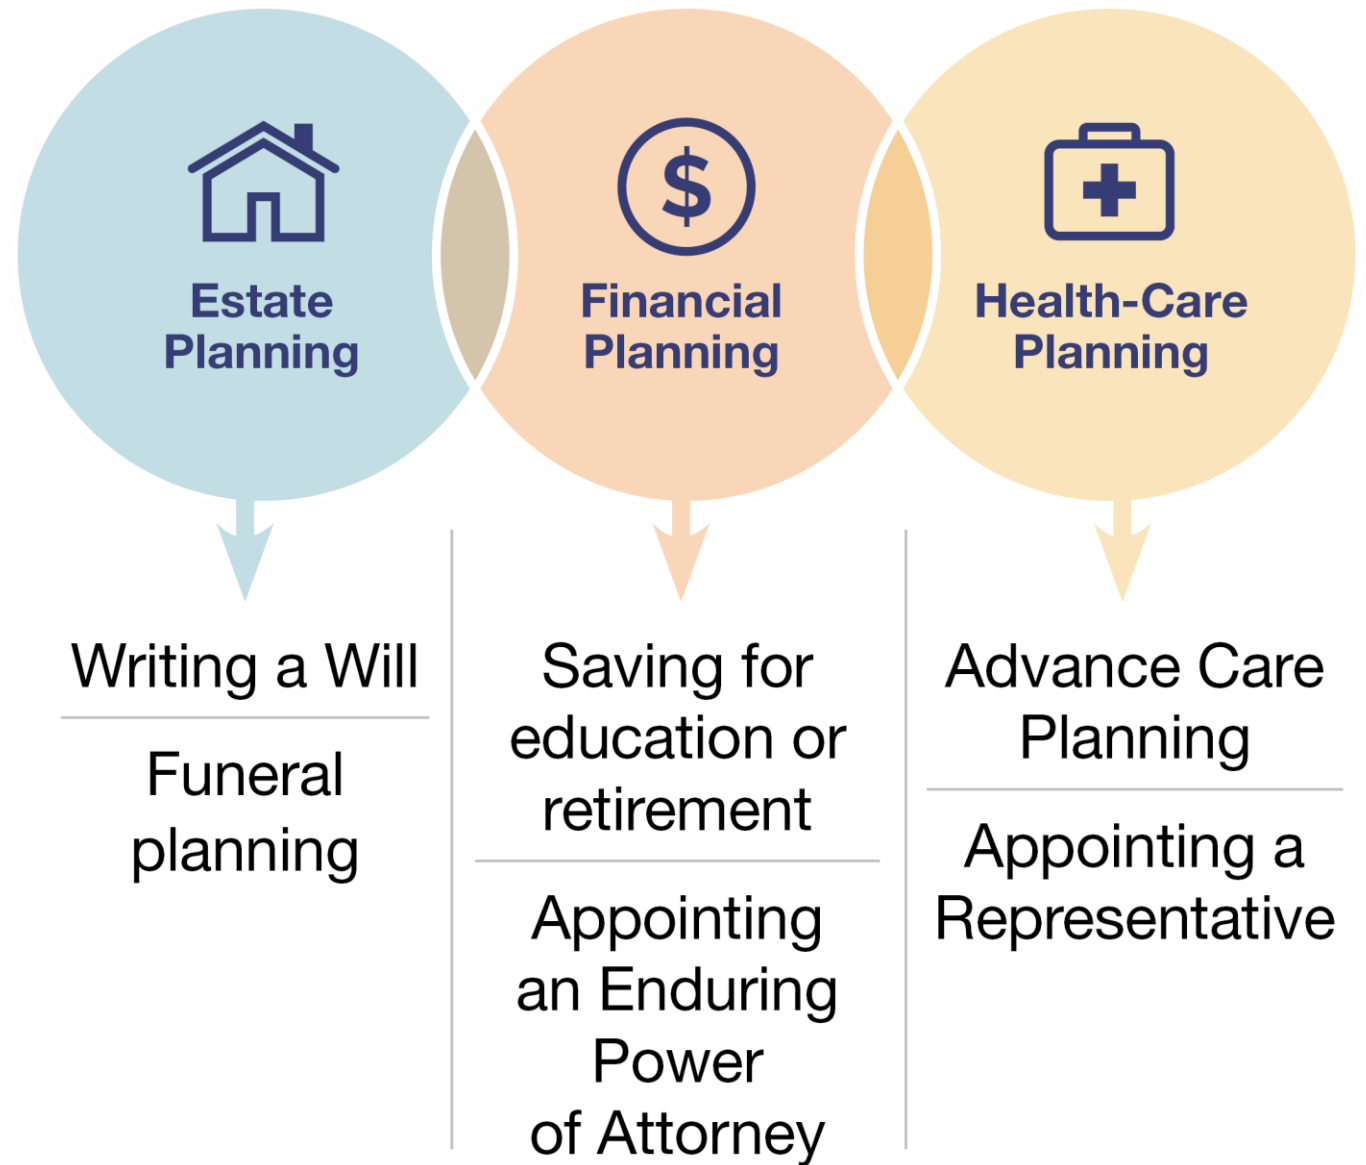 Estate
Planning
Financial
Planning
Health-Care
Planning
Writing a Will
Funeral
planning
Saving for
education or
retirement
Appointing
an Enduring
Power
of Attorney
Advance Care
Planning
Appointing a
Representative